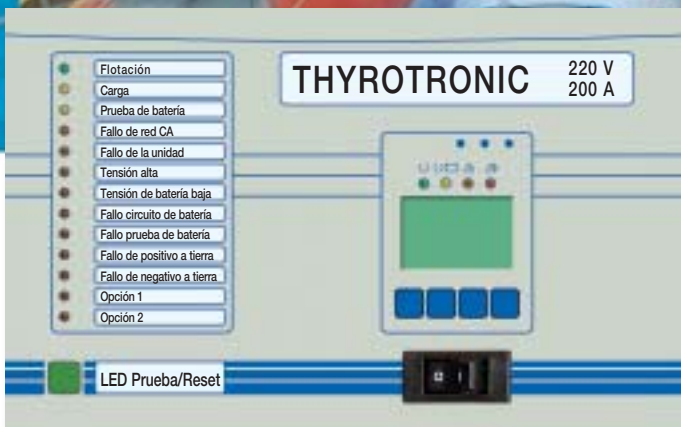 Flotación
Carga
Prueba de batería
Fallo de red CA
Fallo de la unidad
Tensión alta
Tensión de batería baja
Fallo circuito de batería
Fallo prueba de batería
Fallo de positivo a tierra
Fallo de negativo a tierra
Opción 1
Opción 2
LED Prueba/Reset
THYROTRONIC
220 V
200 A